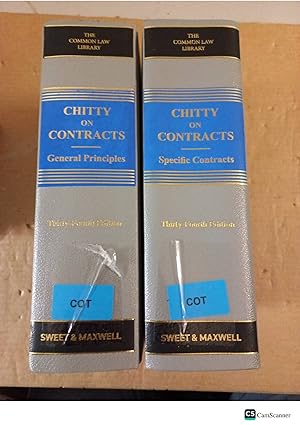 THE
COMMON LAW
LIBRARY
CHITTY
ON
CONTRACTS
General Principles
Thirty-Fourth Edition
COT
SWEET & MAXWELL
THE
COMMON LAW
LIBRARY
CHITTY
ON
CONTRACTS
Specific Contracts
Thirty-Fourth Edition
COT
SWEET & MAXWELL
CS CamScanner